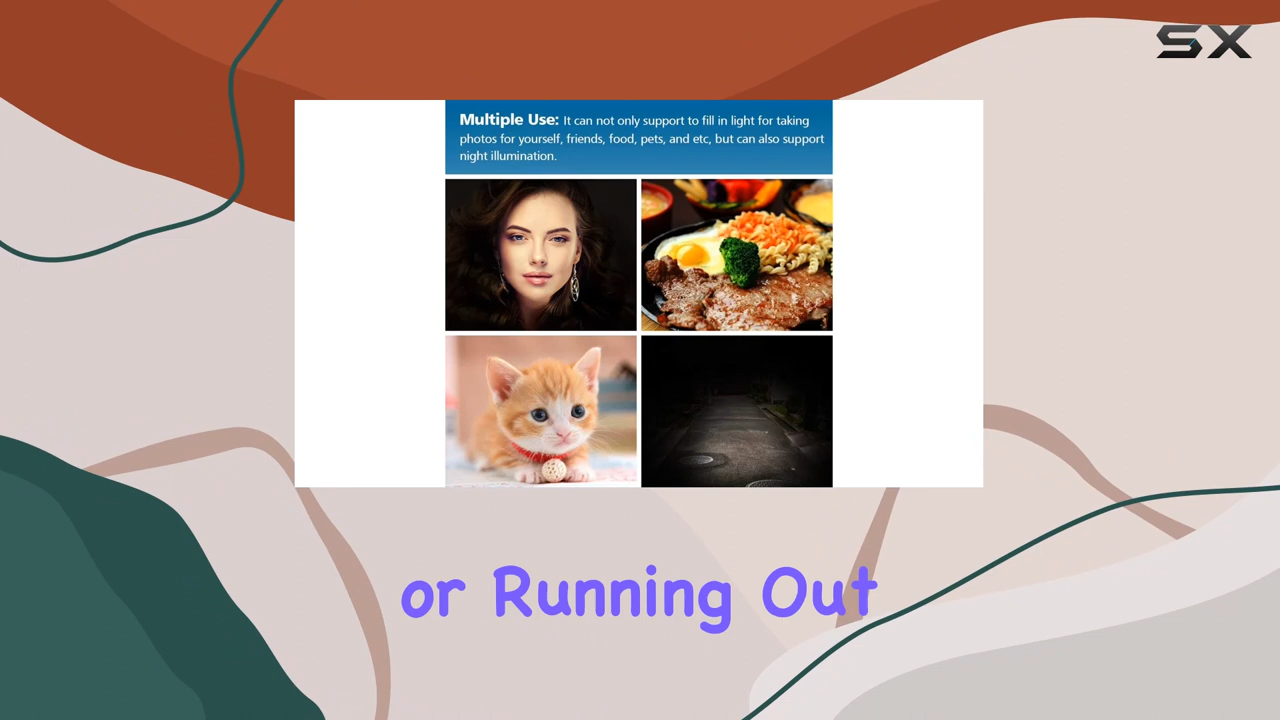 SX
Multiple Use: It can not only support to fill in light for taking
photos for yourself, friends, food, pets, and etc, but can also support
night illumination.
or Running Out